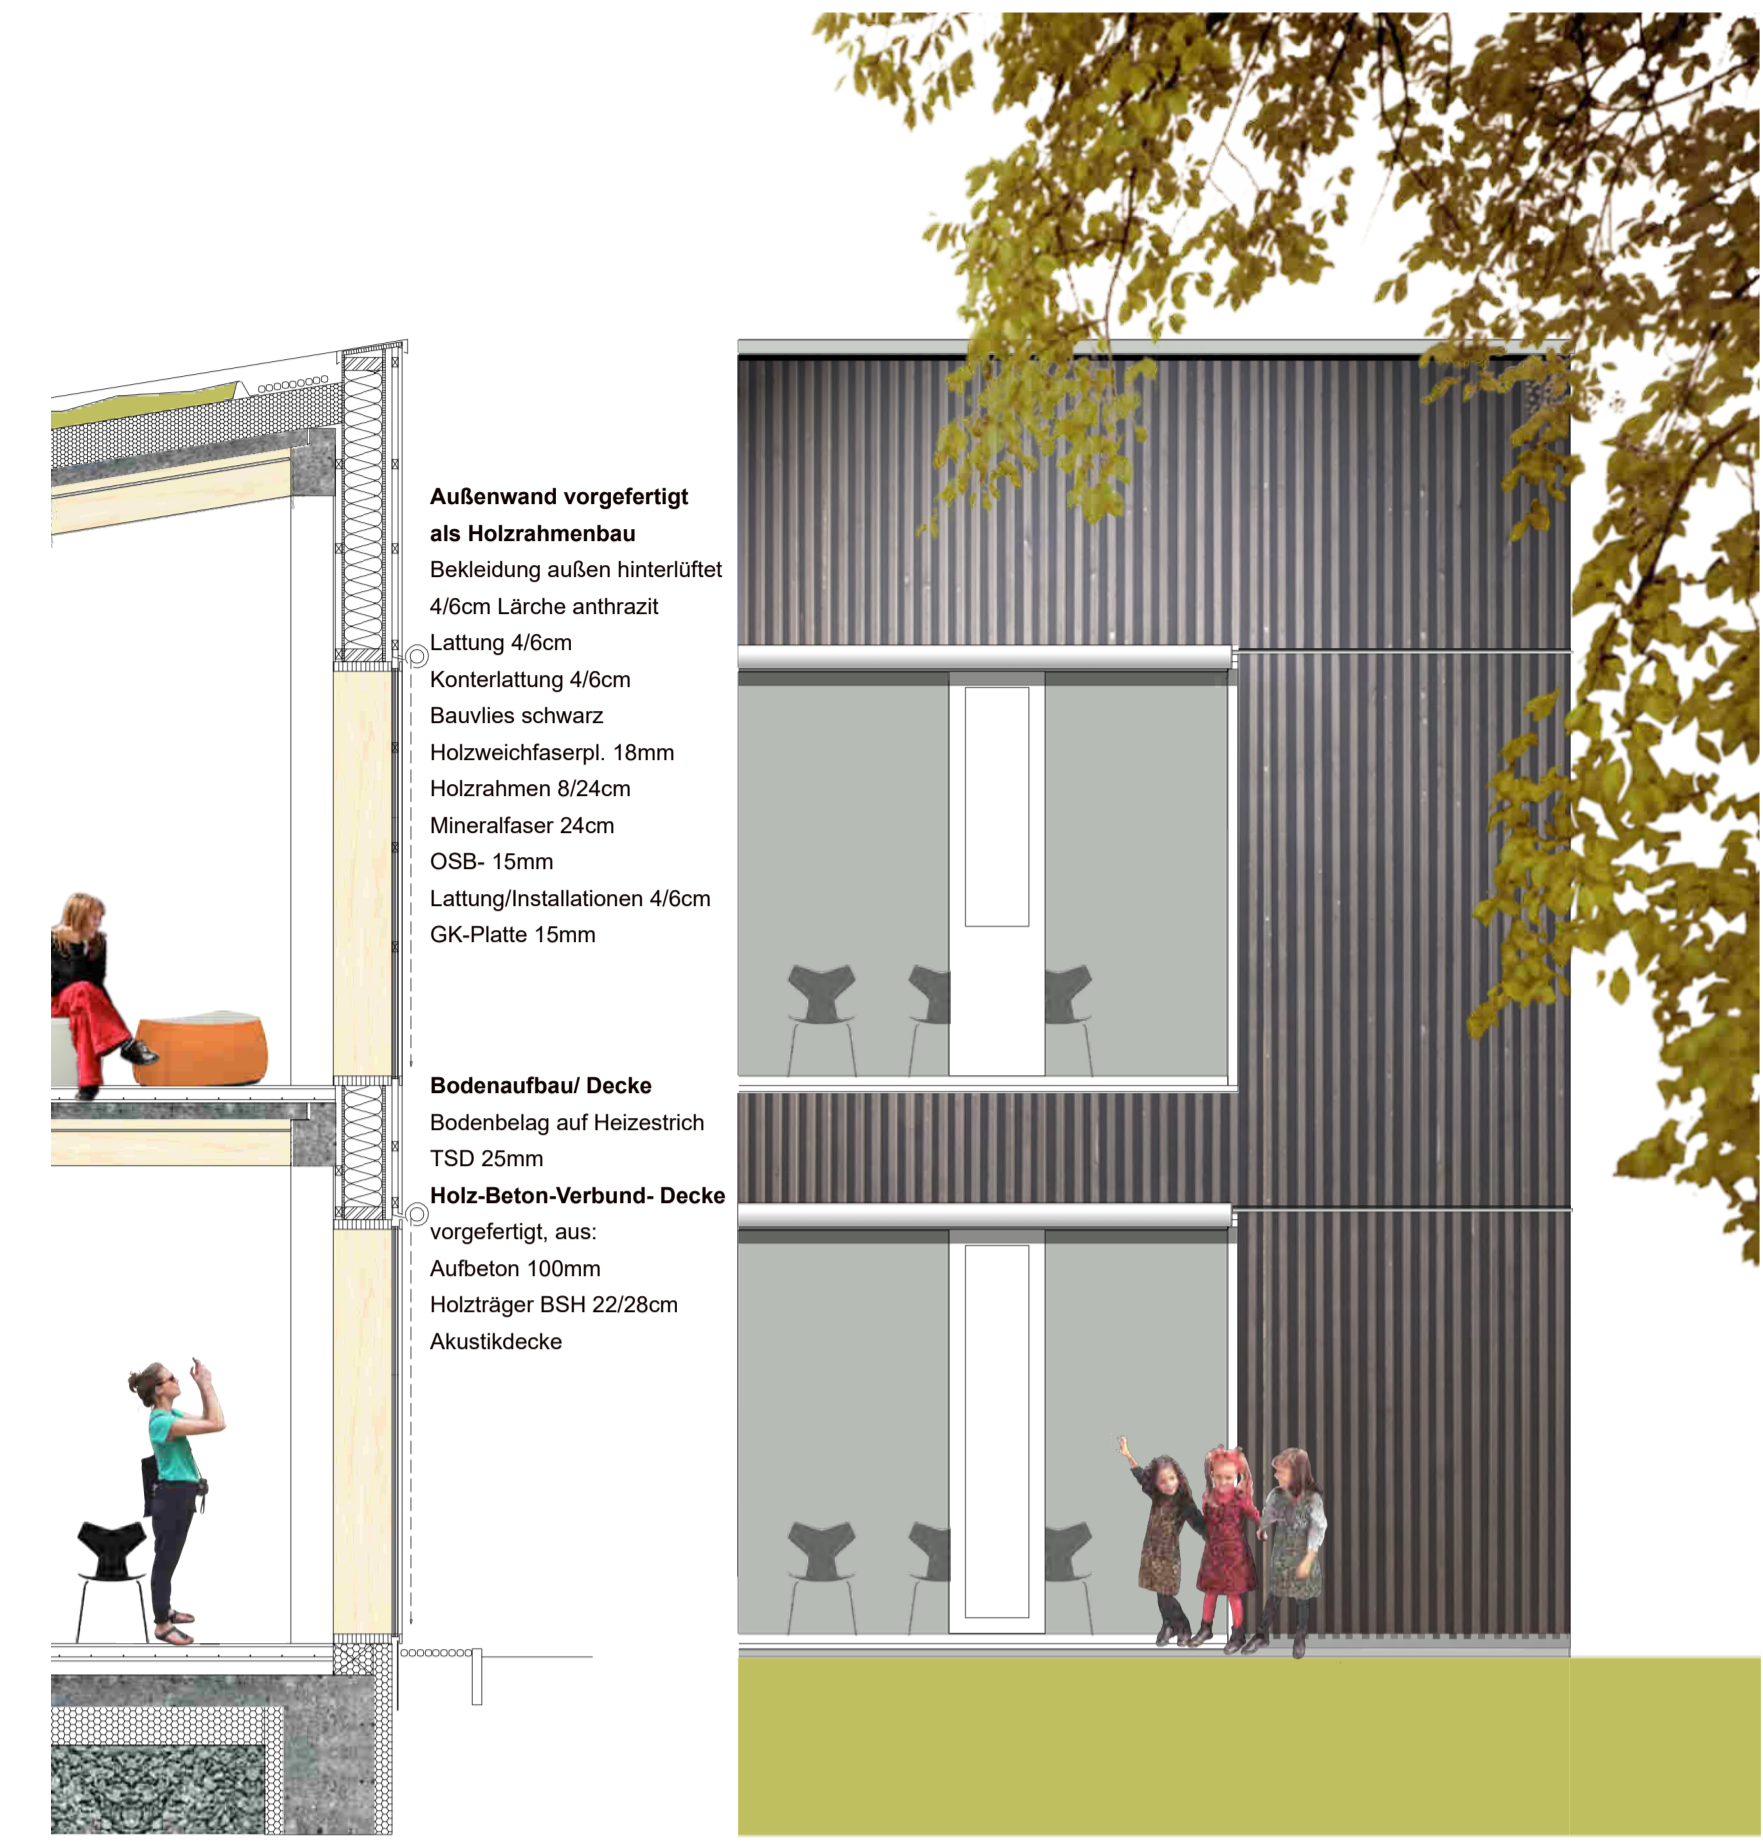 Außenwand vorgefertigt
als Holzrahmenbau
Bekleidung außen hinterlüftet
4/6cm Lärche anthrazit
Lattung 4/6cm
Konterlattung 4/6cm
Bauvlies schwarz
Holzweichfaserpl. 18mm
Holzrahmen 8/24cm
Mineralfaser 24cm
OSB- 15mm
Lattung/Installationen 4/6cm
GK-Platte 15mm
Bodenaufbau/ Decke
Bodenbelag auf Heizestrich
TSD 25mm
Holz-Beton-Verbund- Decke
vorgefertigt, aus:
Aufbeton 100mm
Holzträger BSH 22/28cm
Akustikdecke